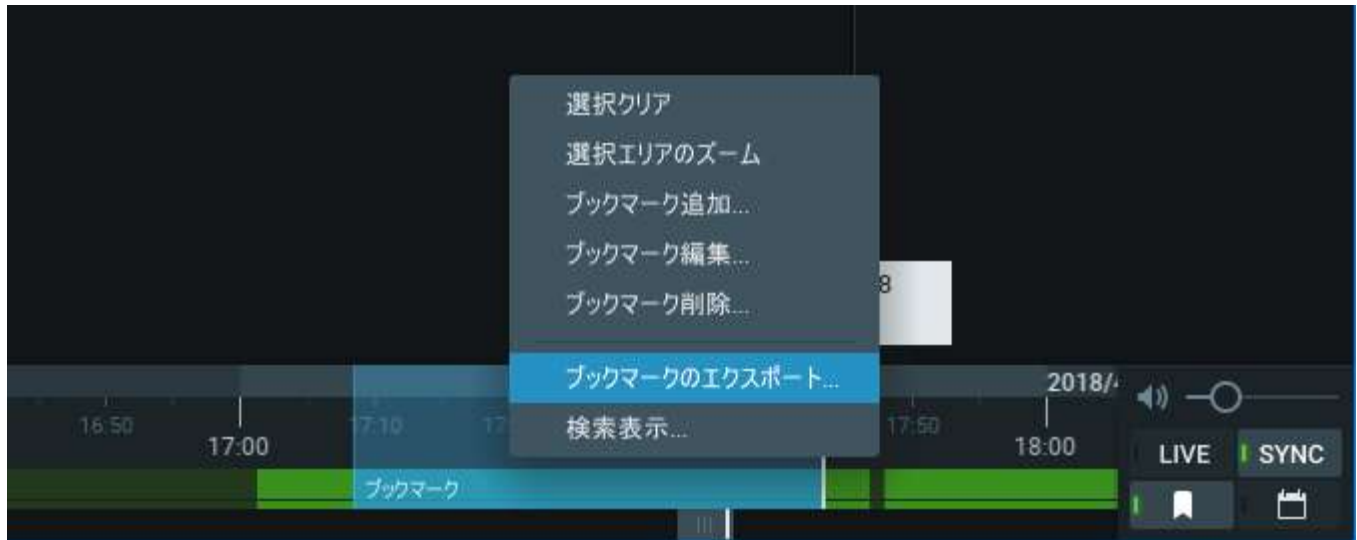 選択クリア
選択エリアのズーム
ブックマーク追加...
ブックマーク編集...
ブックマーク削除...
8
ブックマークのエクスポート...
検索表示...
2018/
16:50
17:00
17:10
17
17:50
18:00
ブックマーク
LIVE
SYNC